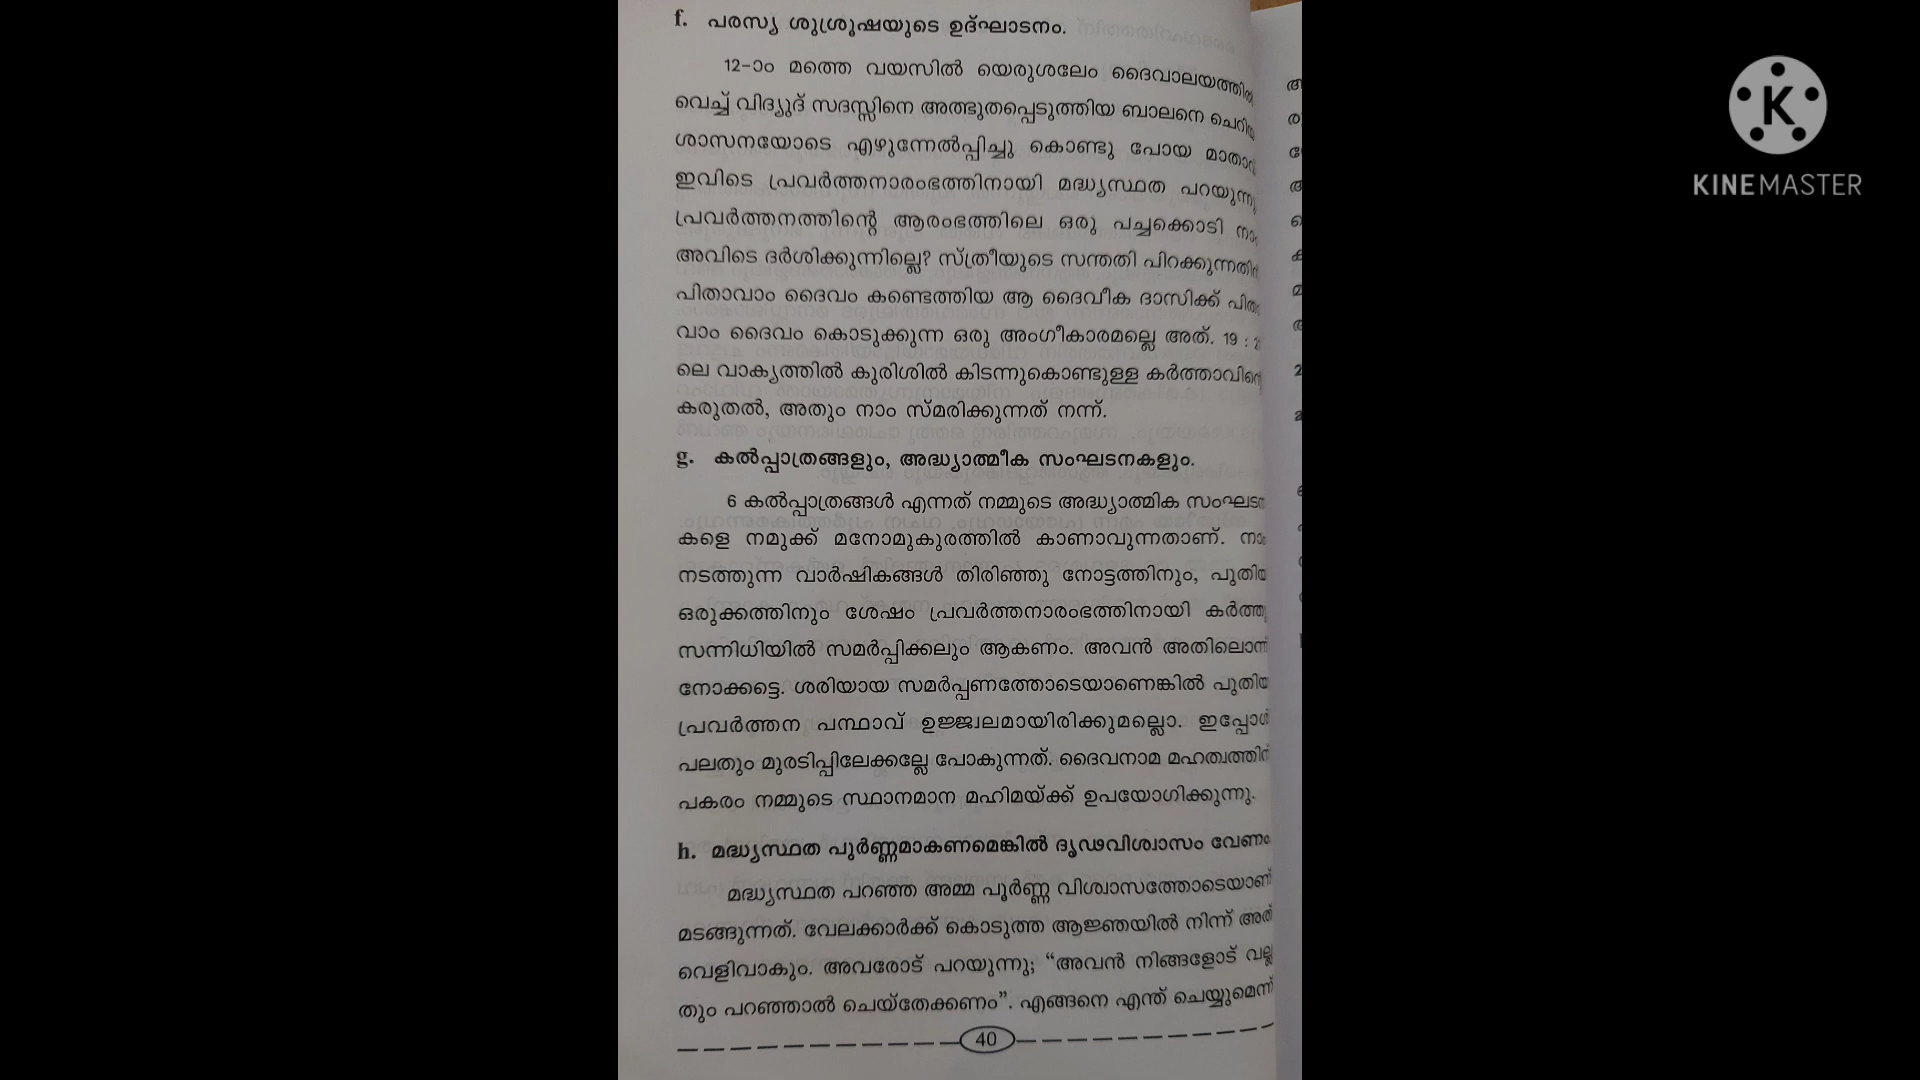 f. പരസ്യ ശുശ്രൂഷയുടെ ഉദ്ഘാടനം.
12-ാം മത്തെ വയസിൽ യെരുശലേം ദൈവാലയത്തിൽ
വെച്ച് വിദ്യുദ് സദസ്സിനെ അത്ഭുതപ്പെടുത്തിയ ബാലനെ ചെറിയ
ശാസനയോടെ എഴുന്നേൽപ്പിച്ചു കൊണ്ടു പോയ മാതാവ്
ഇവിടെ പ്രവർത്തനാരംഭത്തിനായി മദ്ധ്യസ്ഥത പറയുന്നു
പ്രവർത്തനത്തിന്റെ ആരംഭത്തിലെ ഒരു പച്ചക്കൊടി നാം
അവിടെ ദർശിക്കുന്നില്ലെ? സ്ത്രീയുടെ സന്തതി പിറക്കുന്നതിന്
പിതാവാം ദൈവം കണ്ടെത്തിയ ആ ദൈവീക ദാസിക്ക് പിതാ
വാം ദൈവം കൊടുക്കുന്ന ഒരു അംഗീകാരമല്ലെ അത്. 19 :
ലെ വാക്യത്തിൽ കുരിശിൽ കിടന്നുകൊണ്ടുള്ള കർത്താവിന്റെ
കരുതൽ, അതും നാം സ്മരിക്കുന്നത് നന്ന്.
g. കൽപ്പാത്രങ്ങളും, അദ്ധ്യാത്മീക സംഘടനകളും.
6 കൽപ്പാത്രങ്ങൾ എന്നത് നമ്മുടെ അദ്ധ്യാത്മിക സംഘടന
കളെ നമുക്ക് മനോമുകുരത്തിൽ കാണാവുന്നതാണ്. നാം
നടത്തുന്ന വാർഷികങ്ങൾ തിരിഞ്ഞു നോട്ടത്തിനും, പുതിയ
ഒരുക്കത്തിനും ശേഷം പ്രവർത്തനാരംഭത്തിനായി കർത്തൃ
സന്നിധിയിൽ സമർപ്പിക്കലും ആകണം. അവൻ അതിലൊന്ന്
നോക്കട്ടെ. ശരിയായ സമർപ്പണത്തോടെയാണെങ്കിൽ പുതിയ
പ്രവർത്തന പന്ഥാവ് ഉജ്ജ്വലമായിരിക്കുമല്ലൊ. ഇപ്പോൾ
പലതും മുരടിപ്പിലേക്കല്ലേ പോകുന്നത്. ദൈവനാമ മഹത്വത്തിന്
പകരം നമ്മുടെ സ്ഥാനമാന മഹിമയ്ക്ക് ഉപയോഗിക്കുന്നു.
h. മദ്ധ്യസ്ഥത പൂർണ്ണമാകണമെങ്കിൽ ദൃഢവിശ്വാസം വേണം
മദ്ധ്യസ്ഥത പറഞ്ഞ അമ്മ പൂർണ്ണ വിശ്വാസത്തോടെയാണ്
മടങ്ങുന്നത്. വേലക്കാർക്ക് കൊടുത്ത ആജ്ഞയിൽ നിന്ന് അത്
വെളിവാകും. അവരോട് പറയുന്നു; “അവൻ നിങ്ങളോട് വല്ല
തും പറഞ്ഞാൽ ചെയ്തേക്കണം”. എങ്ങനെ എന്ത് ചെയ്യുമെന്ന്
40
K
KINEMASTER